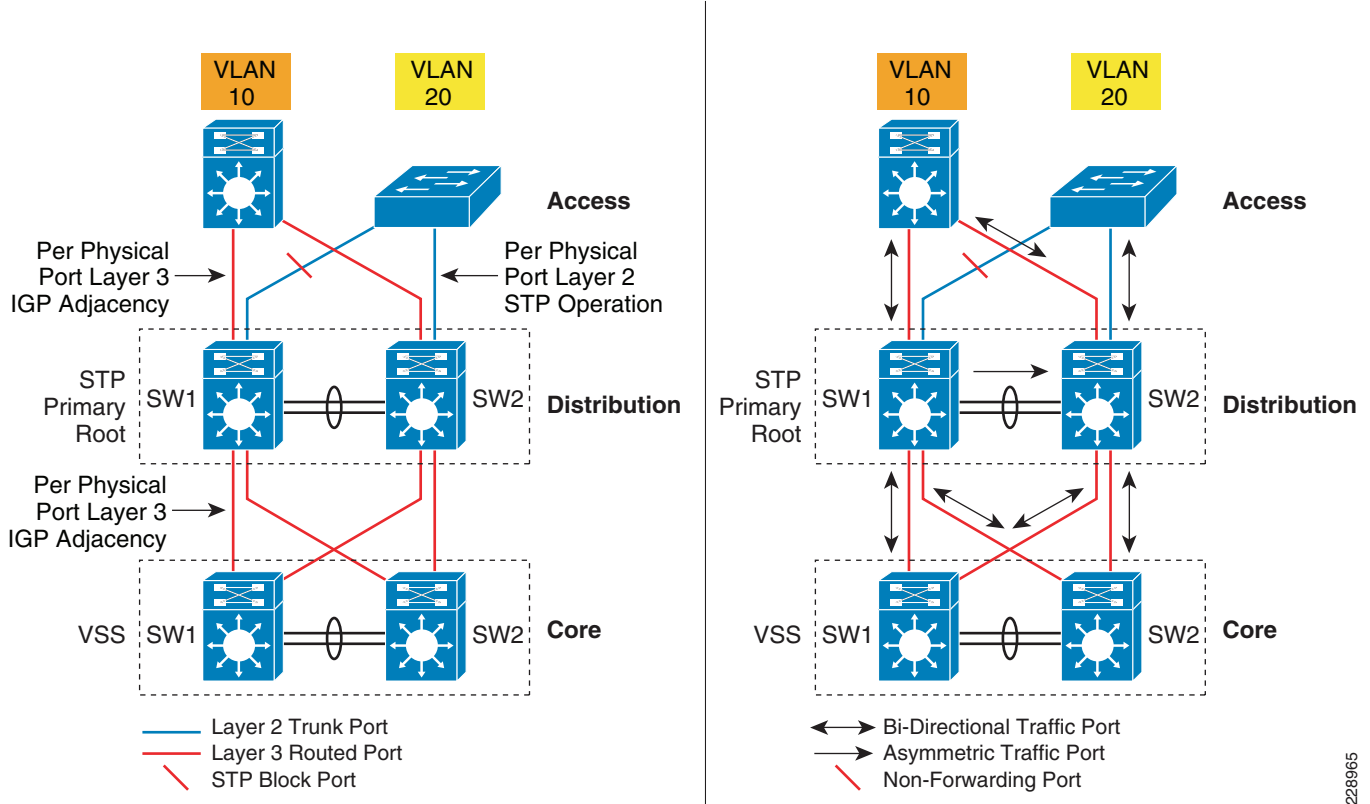 VLAN
10
VLAN
20
Access
Per Physical
Port Layer 3
IGP Adjacency
Per Physical
Port Layer 2
STP Operation
STP
Primary
Root
SW1
SW2
Distribution
Per Physical
Port Layer 3
IGP Adjacency
VSS
SW1
SW2
Core
Layer 2 Trunk Port
Layer 3 Routed Port
STP Block Port
VLAN
10
VLAN
20
Access
STP
Primary
Root
SW1
SW2
Distribution
VSS
SW1
SW2
Core
Bi-Directional Traffic Port
Asymmetric Traffic Port
Non-Forwarding Port
228965